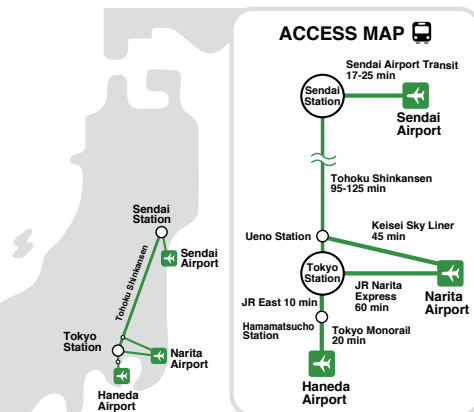 ACCESS MAP
Sendai Airport Transit
17-25 min
Sendai
Station
Sendai
Airport
Tohoku Shinkansen
95-125 min
Keisei Sky Liner
45 min
Ueno Station
Tokyo
Station
JR Narita
Express
60 min
Narita
Airport
JR East 10 min
Hamamatsucho
Station
Tokyo Monorail
20 min
Haneda
Airport
Sendai
Station
Sendai
Airport
Tohoku Shinkansen
Tokyo
Station
Narita
Airport
Haneda
Airport